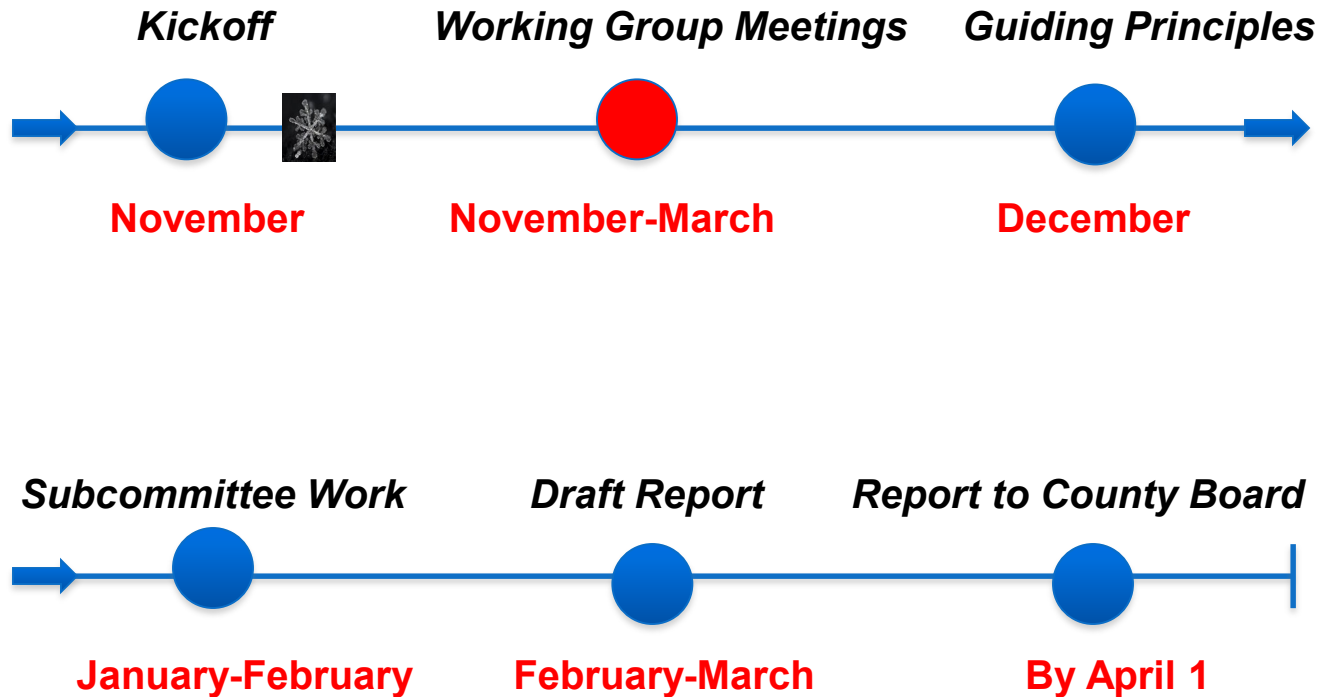 Kickoff
Working Group Meetings
Guiding Principles
November
November-March
December
Subcommittee Work
Draft Report
Report to County Board
January-February
February-March
By April 1